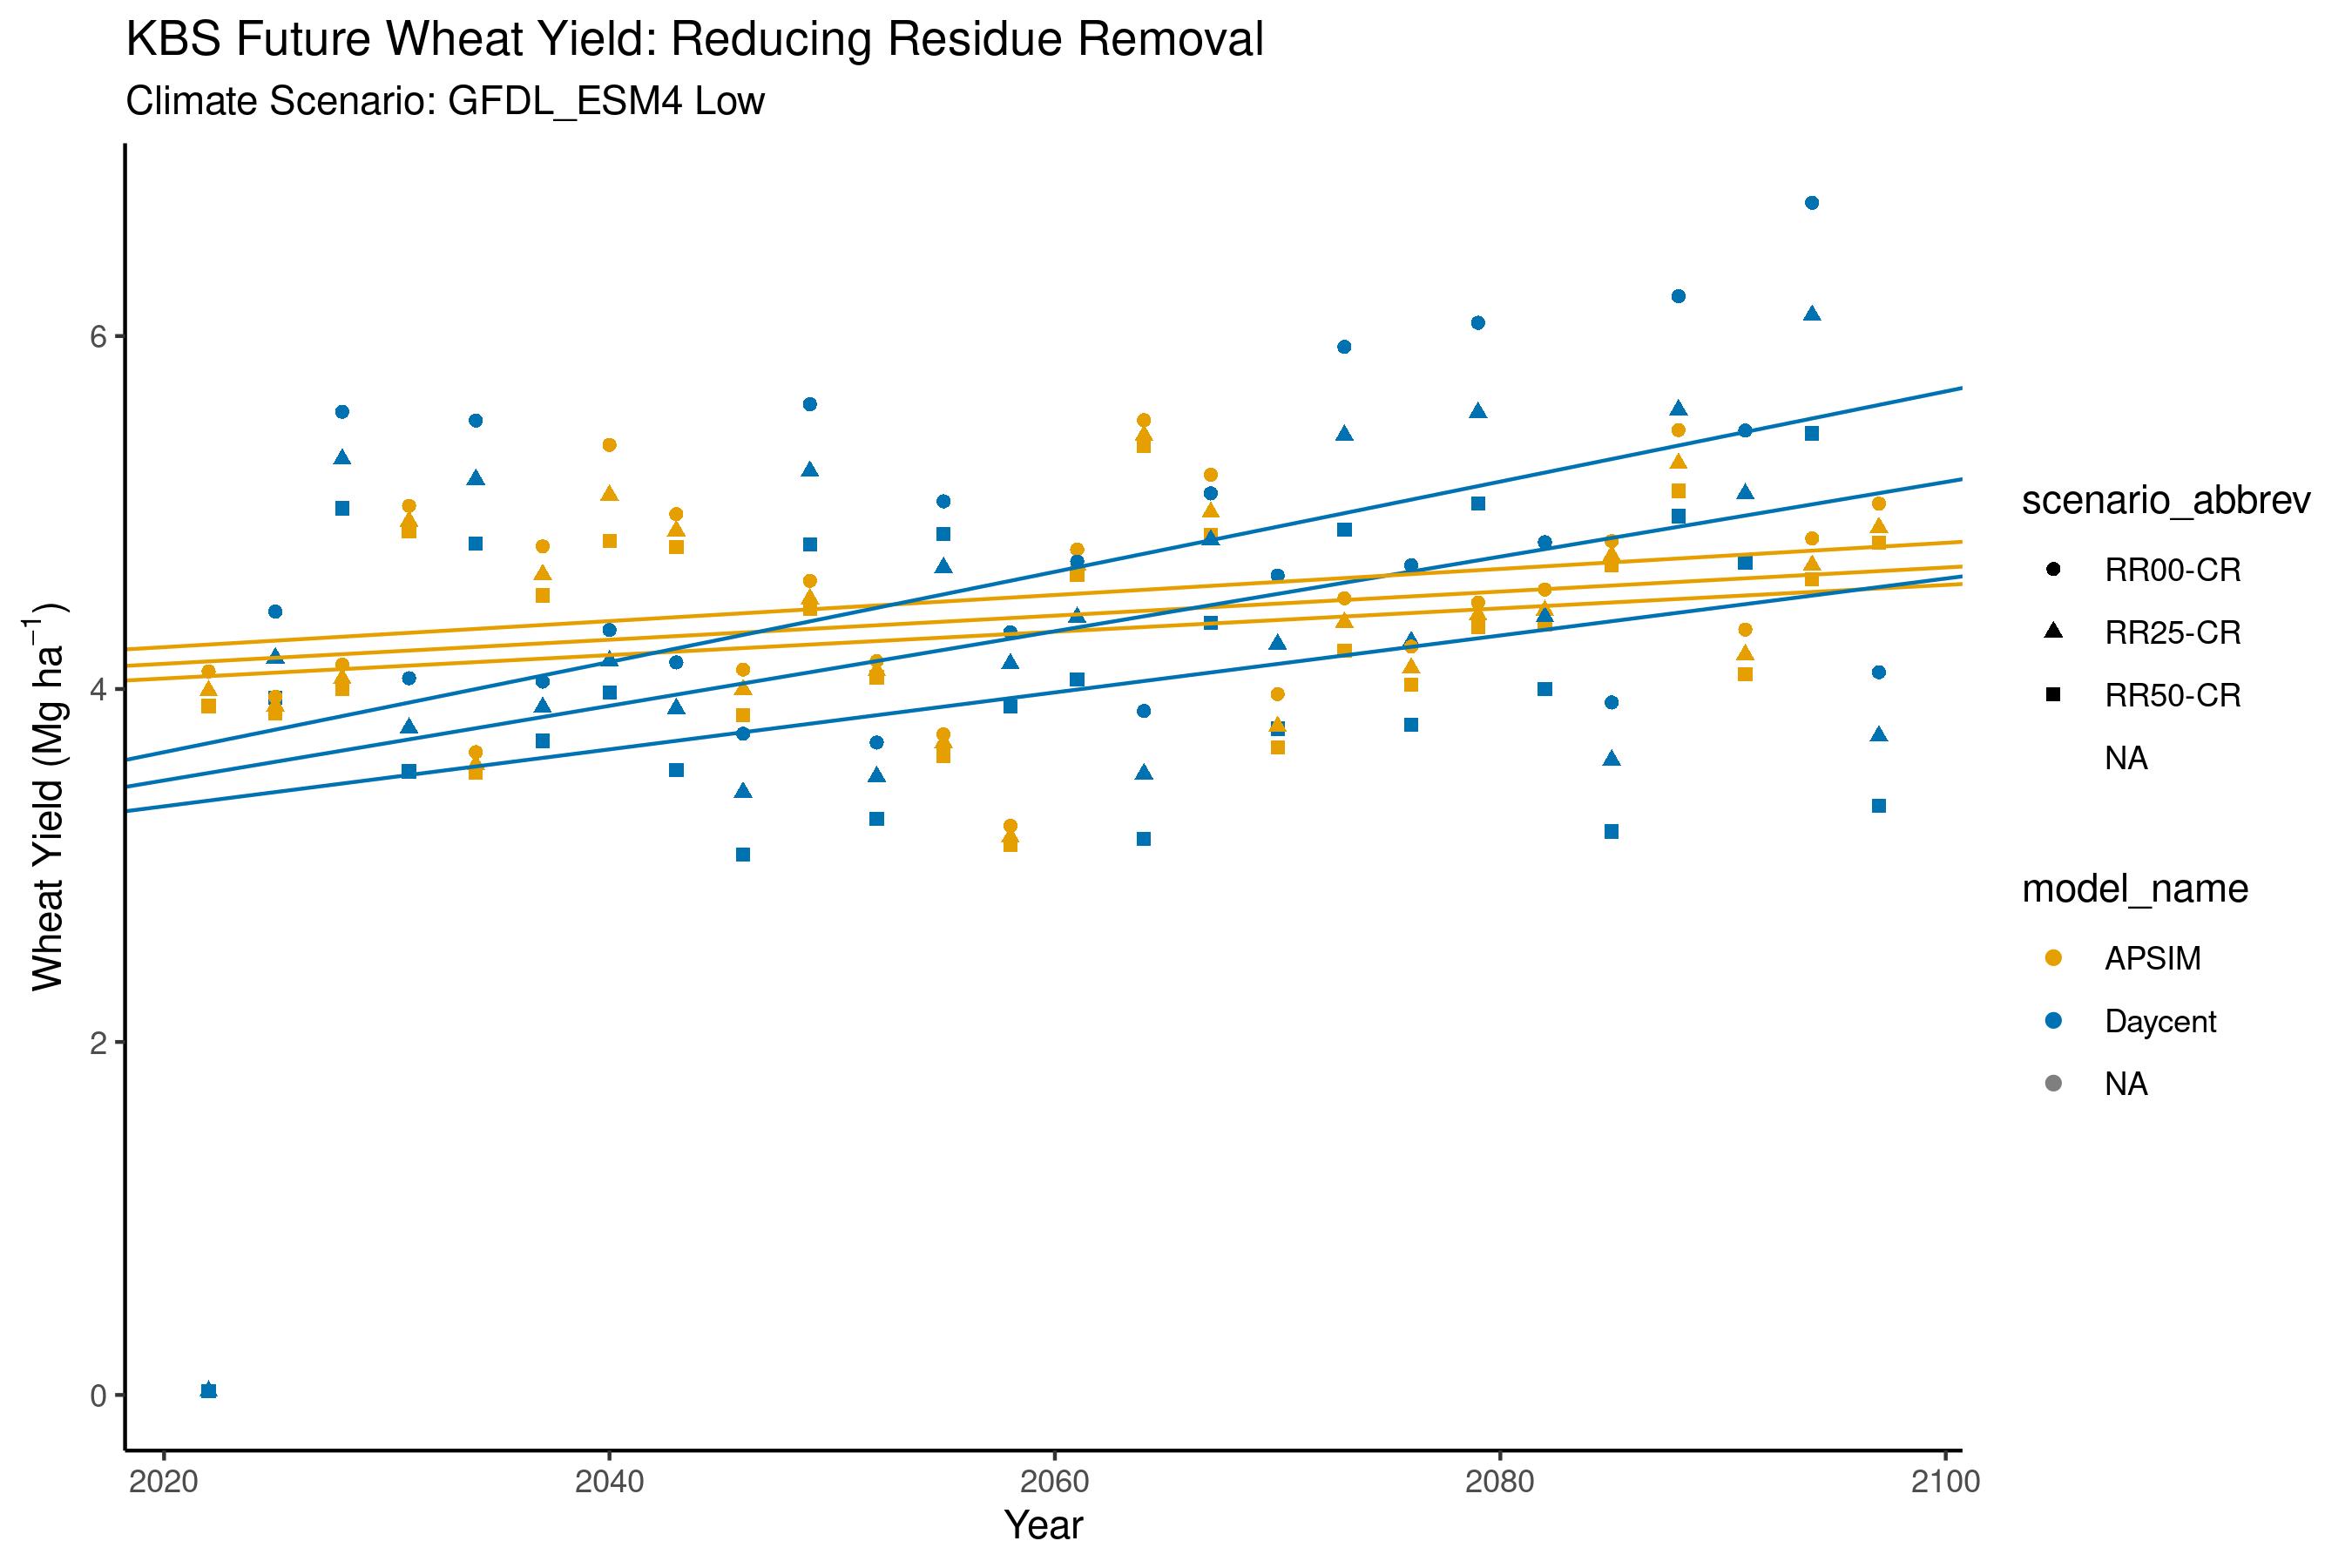 KBS Future Wheat Yield: Reducing Residue Removal
Climate Scenario: GFDL_ESM4 Low
Wheat Yield (Mg ha⁻¹)
6
4
2
0
2020
2040
2060
2080
2100
Year
scenario_abbrev
RR00-CR
RR25-CR
RR50-CR
NA
model_name
APSIM
Daycent
NA